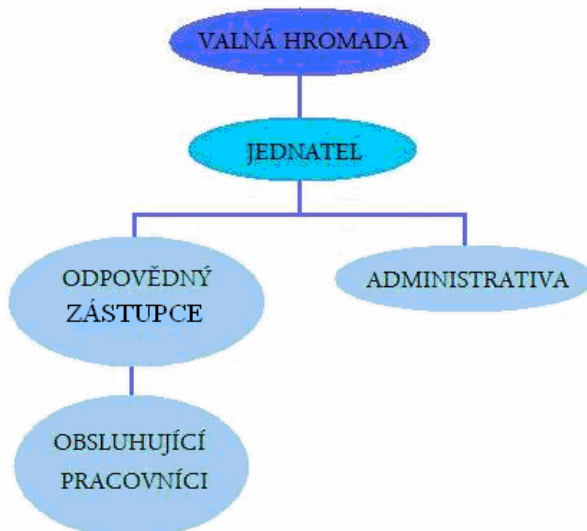 VALNÁ HROMADA
JEDNATEL
ODPOVĚDNÝ
ZÁSTUPCE
ADMINISTRATIVA
OBSLUHUJÍCÍ
PRACOVNÍCI